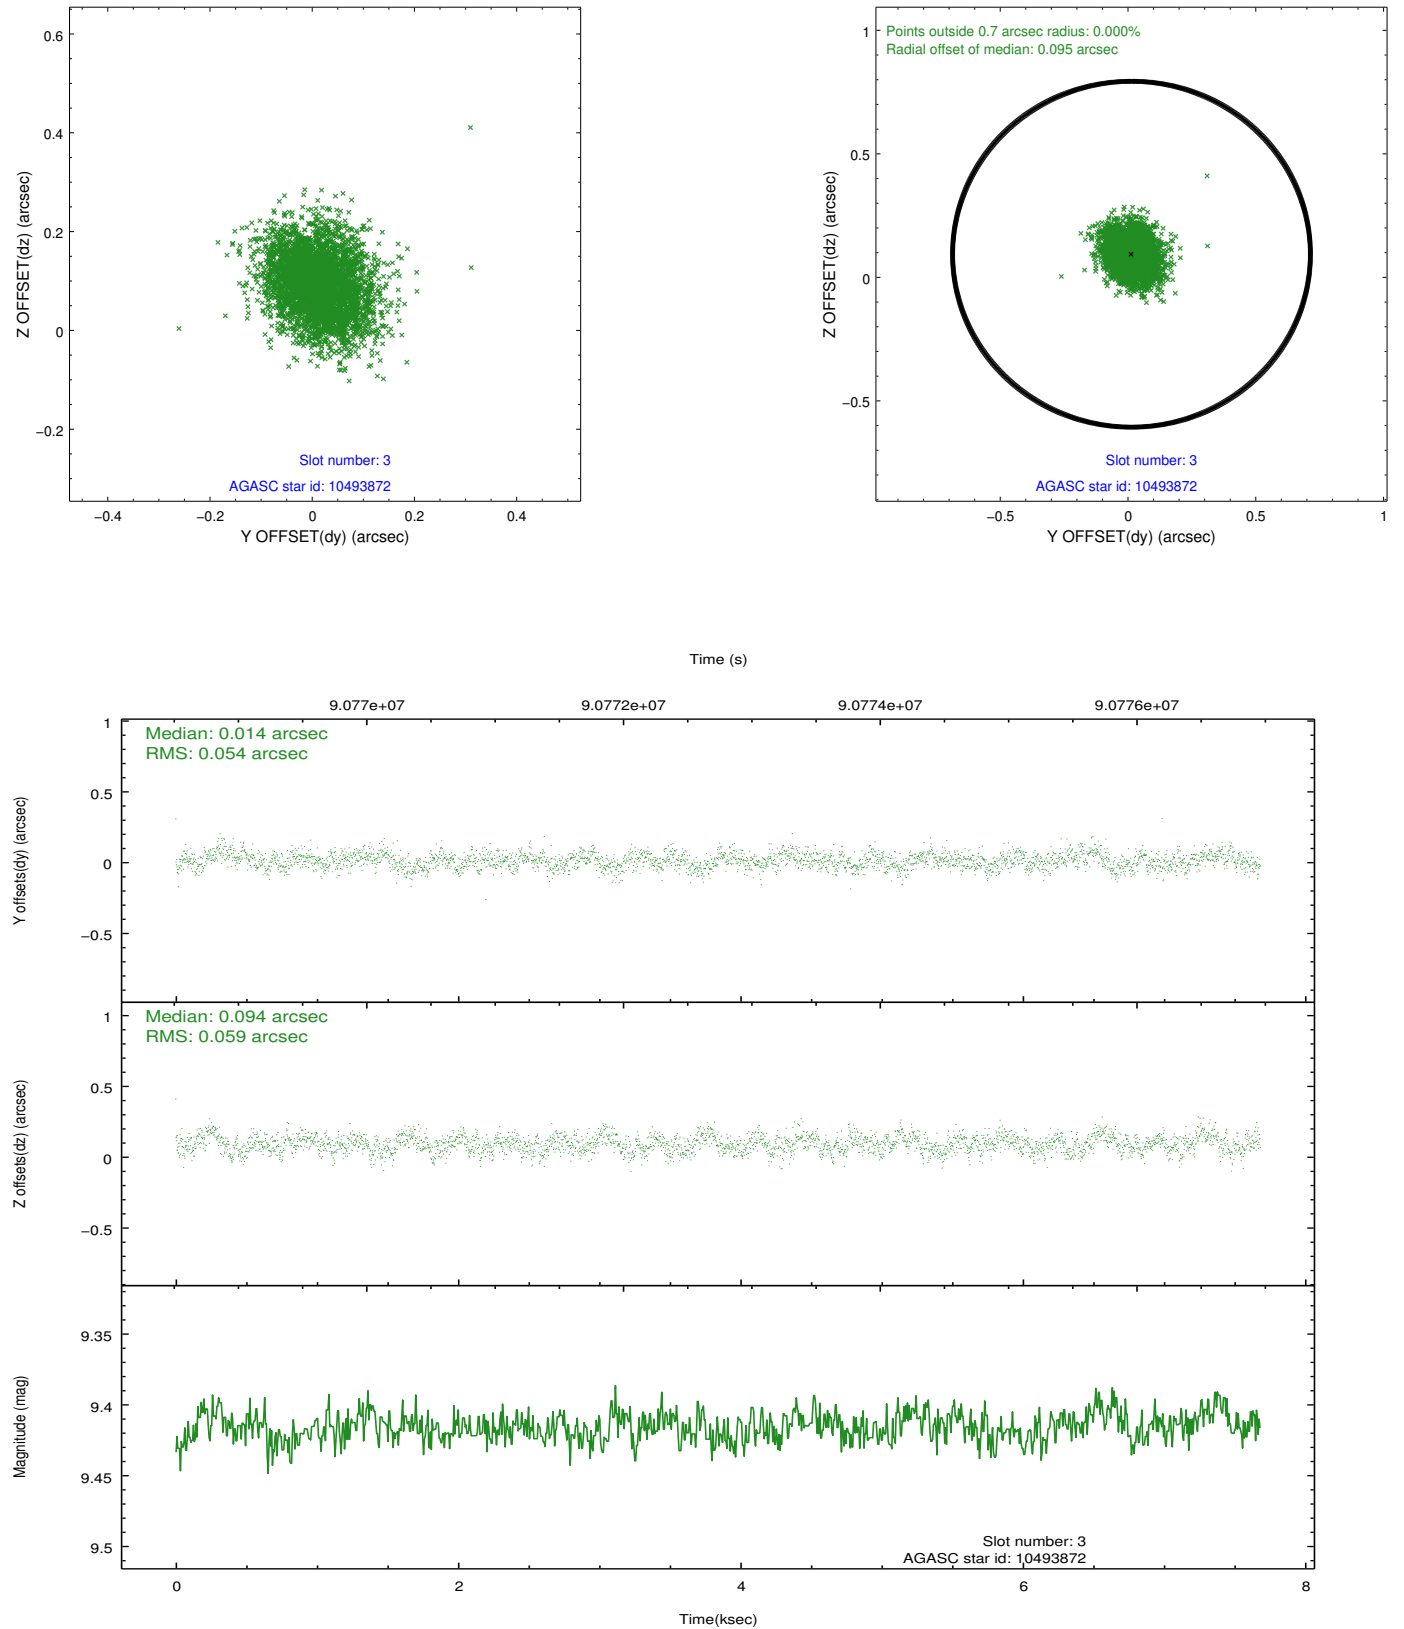 0.6
0.4
0.2
0
−0.2
Z OFFSET(dz) (arcsec)
Slot number: 3
AGASC star id: 10493872
−0.4 −0.2 0 0.2 0.4
Y OFFSET(dy) (arcsec)
Points outside 0.7 arcsec radius: 0.000%
Radial offset of median: 0.095 arcsec
1
0.5
0
−0.5
Z OFFSET(dz) (arcsec)
Slot number: 3
AGASC star id: 10493872
−0.5 0 0.5 1
Y OFFSET(dy) (arcsec)
Time (s)
9.077e+07 9.0772e+07 9.0774e+07 9.0776e+07
Median: 0.014 arcsec
RMS: 0.054 arcsec
1
0.5
0
−0.5
Y offsets(dy) (arcsec)
Median: 0.094 arcsec
RMS: 0.059 arcsec
1
0.5
0
−0.5
Z offsets(dz) (arcsec)
9.35
9.4
9.45
9.5
Magnitude (mag)
Slot number: 3
AGASC star id: 10493872
0 2 4 6 8
Time(ksec)